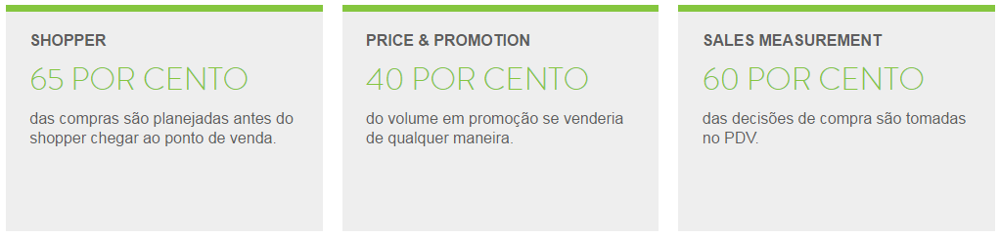 SHOPPER
65 POR CENTO
das compras são planejadas antes do
shopper chegar ao ponto de venda.
PRICE & PROMOTION
40 POR CENTO
do volume em promoção se venderia
de qualquer maneira.
SALES MEASUREMENT
60 POR CENTO
das decisões de compra são tomadas
no PDV.